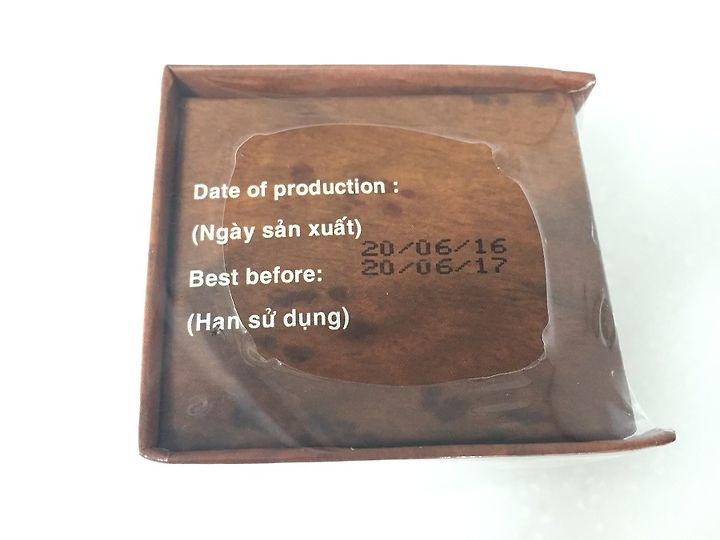 Date of production :
(Ngày sản xuất)
20/06/16
Best before:
20/06/17
(Hạn sử dụng)